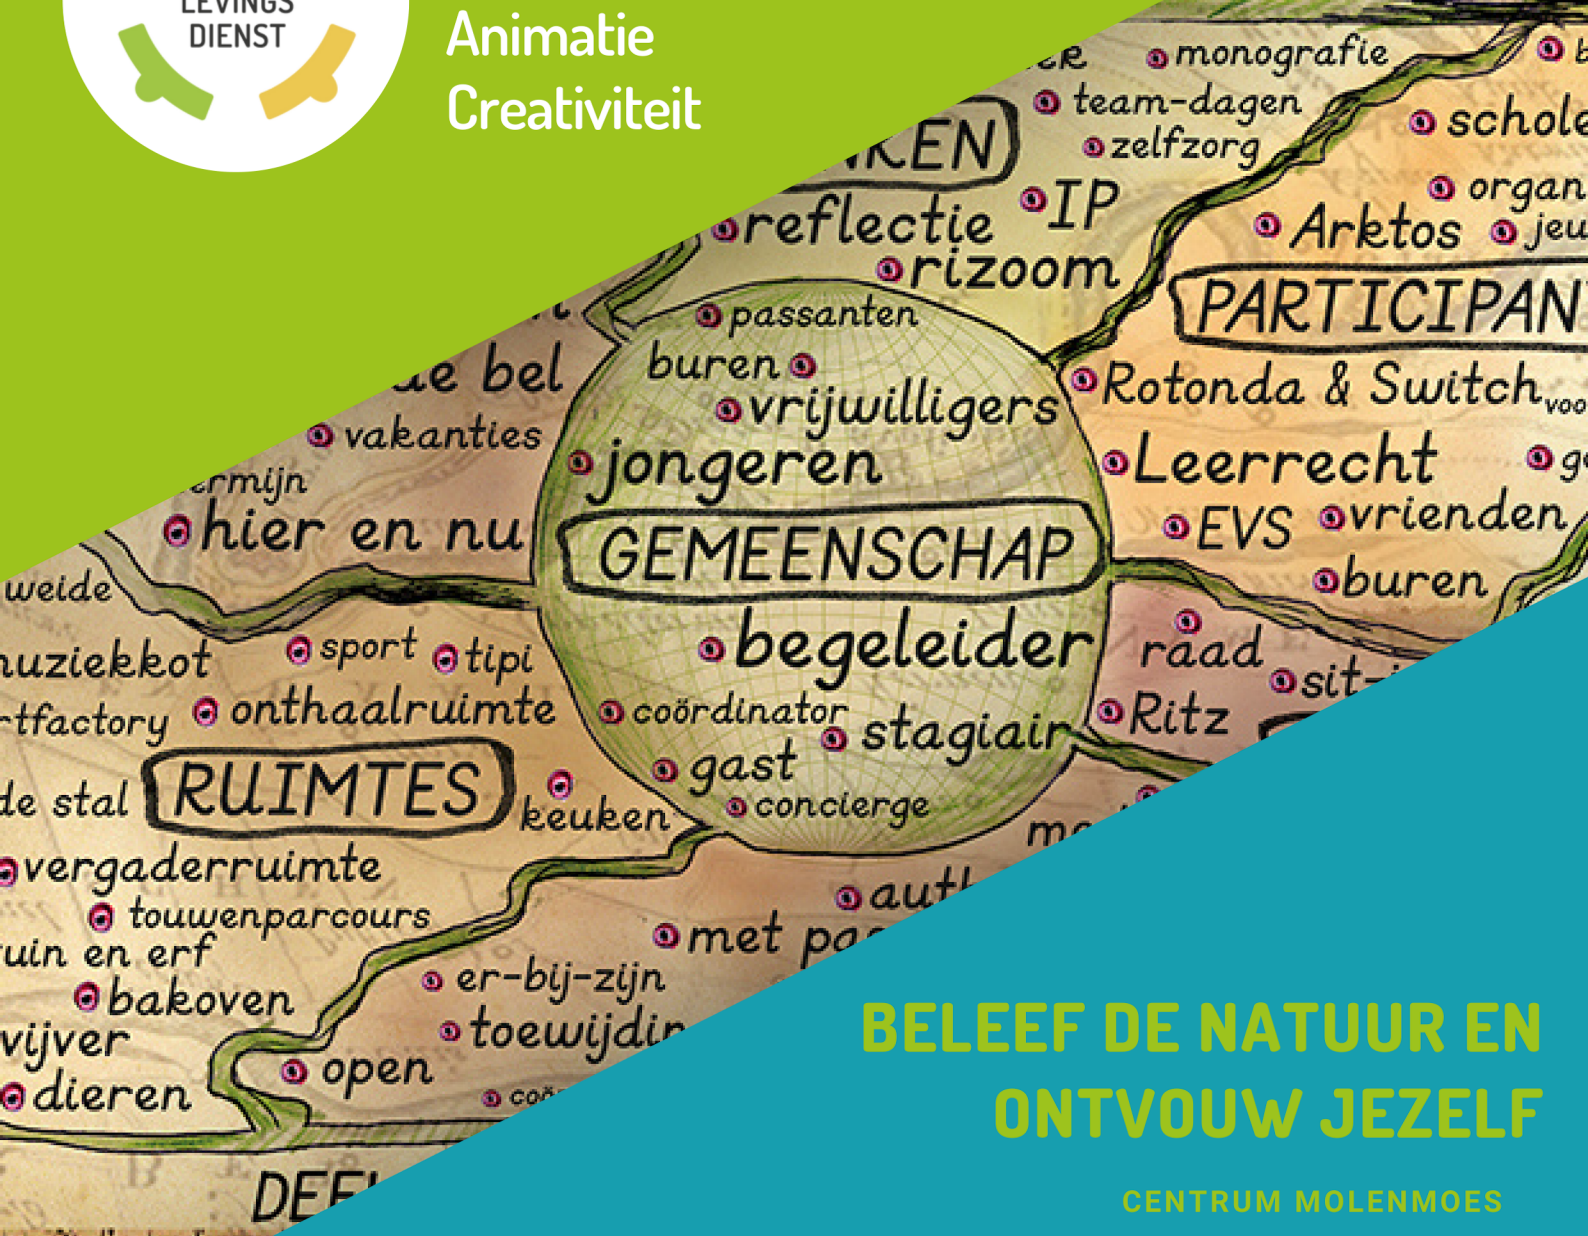 LEVINGS
DIENST
Animatie
Creativiteit
monografie
team-dagen
zelfzorg
IP
reflectie
rizoom
Arktos
passanten
buren
vrijwilligers
jongeren
GEMEENSCHAP
begeleider
coördinator
stagiair
gast
concierge
Rotonda & Switch
Leerrecht
EVS
vrienden
buren
raad
Ritz
de bel
vakanties
hier en nu
weide
sport
tipi
onthaalruimte
RUIMTES
keuken
de stal
vergaderruimte
touwenparcours
bakoven
vijver
dieren
en erf
met
er-bij-zijn
open
BELEEF DE NATUUR EN
ONTVOUW JEZELF
CENTRUM MOLENMOES